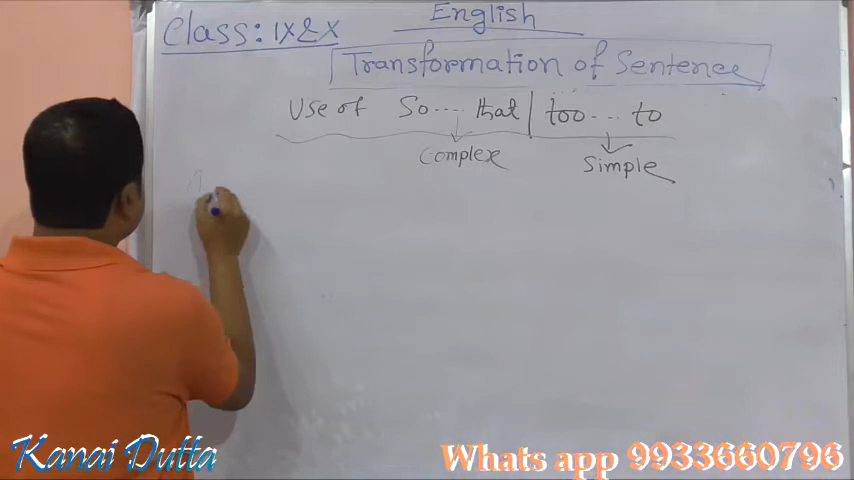 English
Class: IX & X
Transformation of Sentence
Use of So.... that | too... to
Complex
Simple
Kanai Dutta
Whats app 9933660796